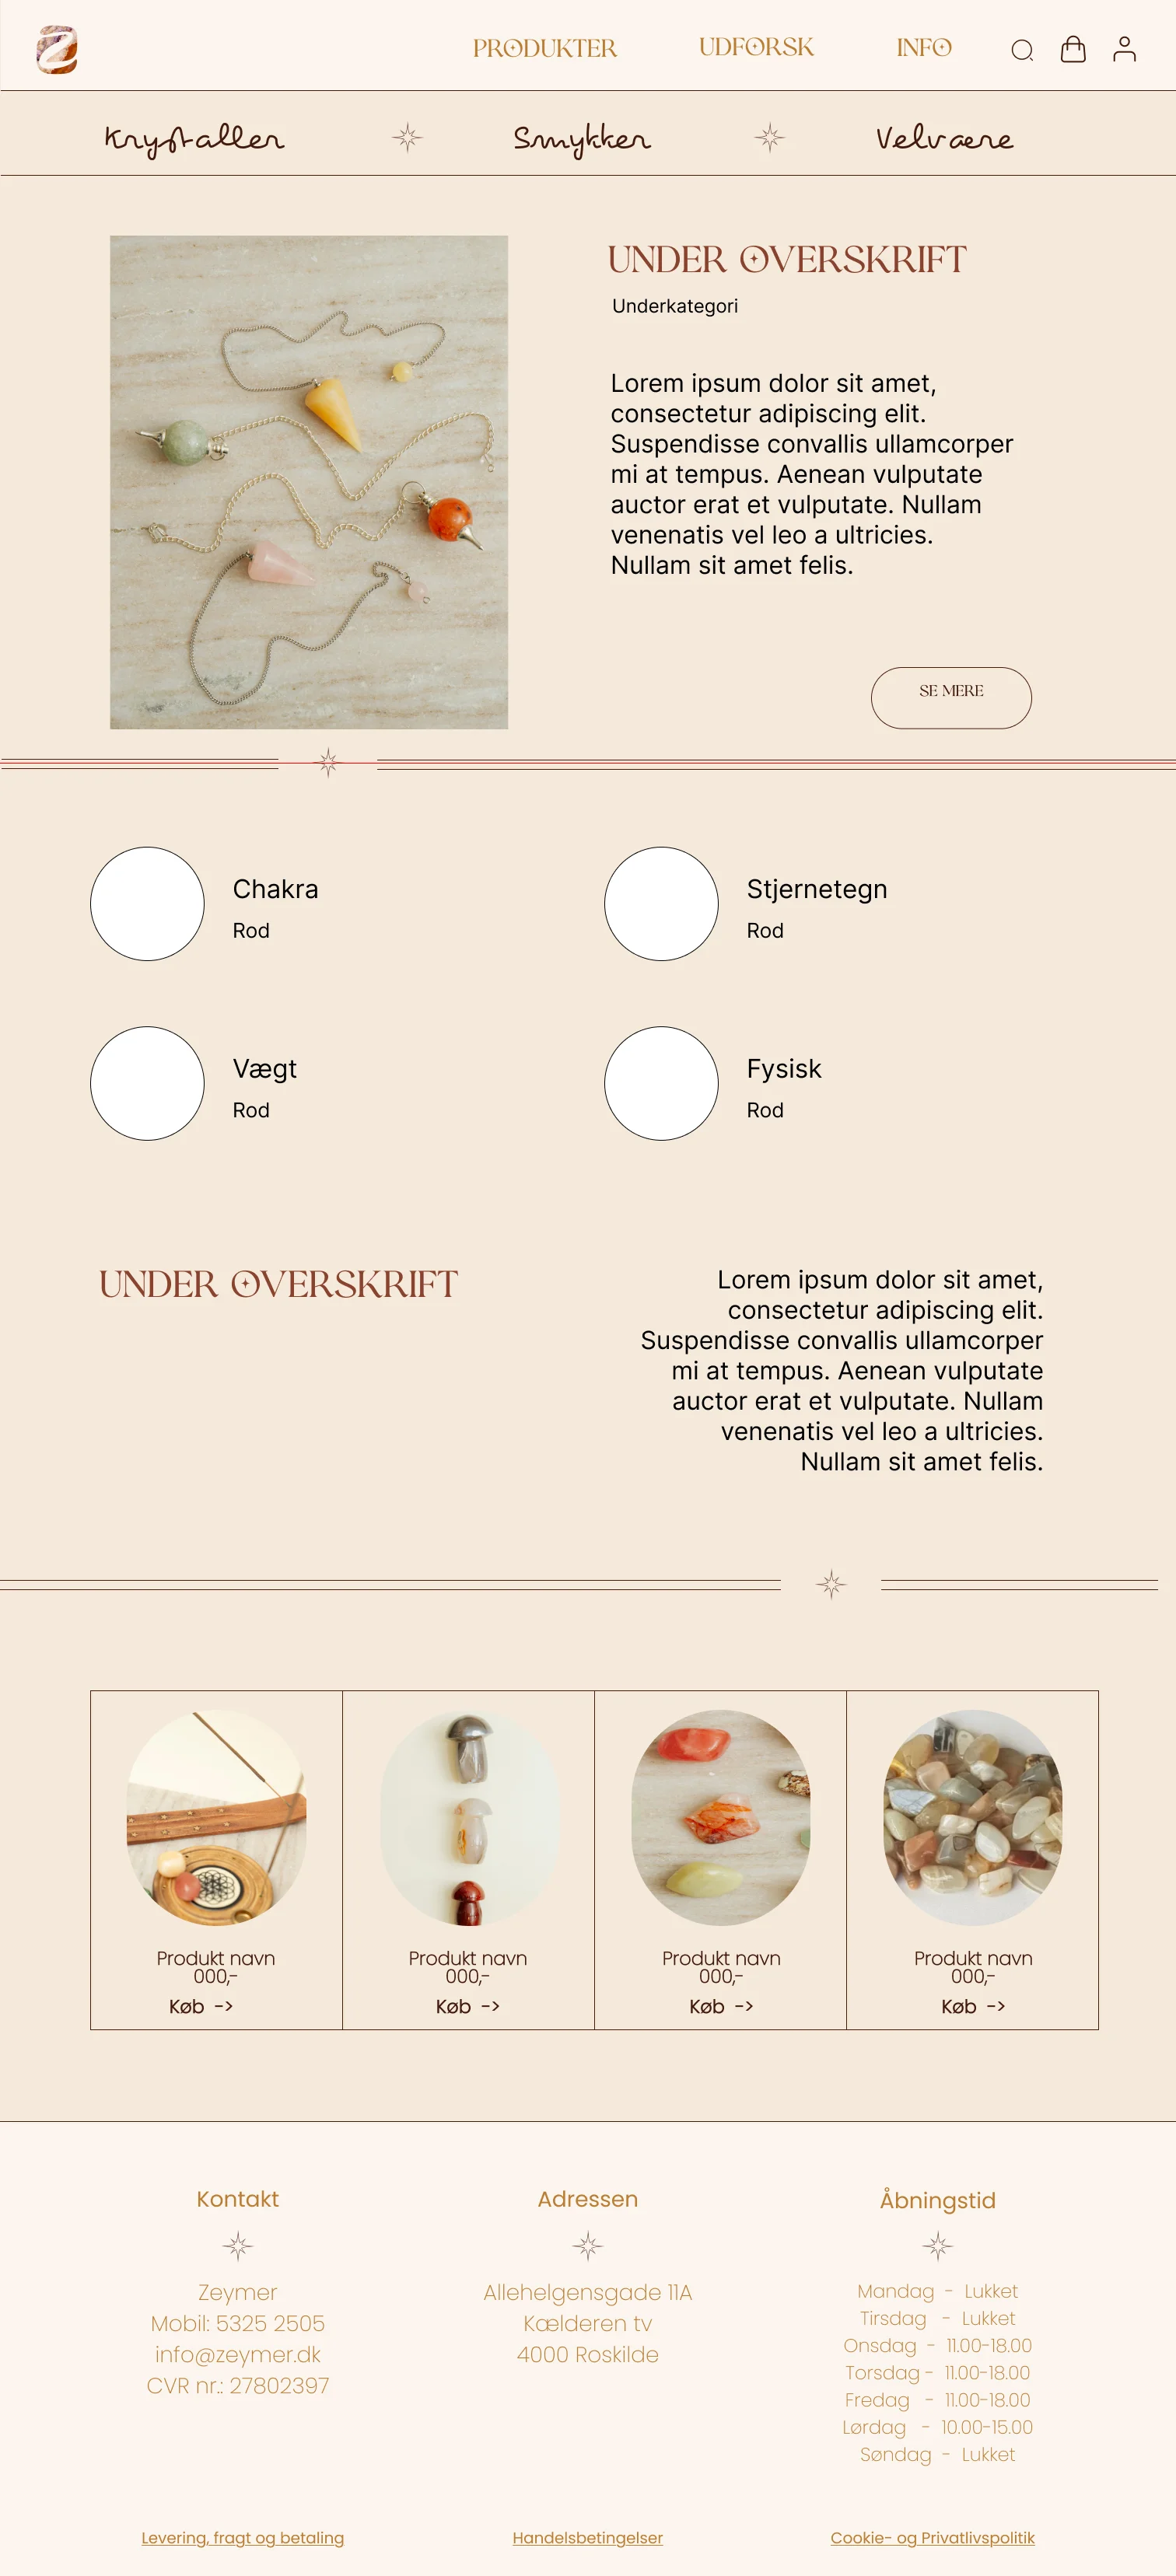 Z
PRODUKTER UDFORSK INFO
Krystaller Smykker Velvære
UNDER OVERSKRIFT
Underkategori
Lorem ipsum dolor sit amet,
consectetur adipiscing elit.
Suspendisse convallis ullamcorper
mi at tempus. Aenean vulputate
auctor erat et vulputate. Nullam
venenatis vel leo a ultricies.
Nullam sit amet felis.
SE MERE
Chakra
Rod
Stjernetegn
Rod
Vægt
Rod
Fysisk
Rod
UNDER OVERSKRIFT
Lorem ipsum dolor sit amet,
consectetur adipiscing elit.
Suspendisse convallis ullamcorper
mi at tempus. Aenean vulputate
auctor erat et vulputate. Nullam
venenatis vel leo a ultricies.
Nullam sit amet felis.
Produkt navn
000,-
Køb ->
Produkt navn
000,-
Køb ->
Produkt navn
000,-
Køb ->
Produkt navn
000,-
Køb ->
Kontakt
Zeymer
Mobil: 5325 2505
info@zeymer.dk
CVR nr.: 27802397
Adressen
Allehelgensgade 11A
Kælderen tv
4000 Roskilde
Åbningstid
Mandag - Lukket
Tirsdag - Lukket
Onsdag - 11.00-18.00
Torsdag - 11.00-18.00
Fredag - 11.00-18.00
Lørdag - 10.00-15.00
Søndag - Lukket
Levering, fragt og betaling
Handelsbetingelser
Cookie- og Privatlivspolitik